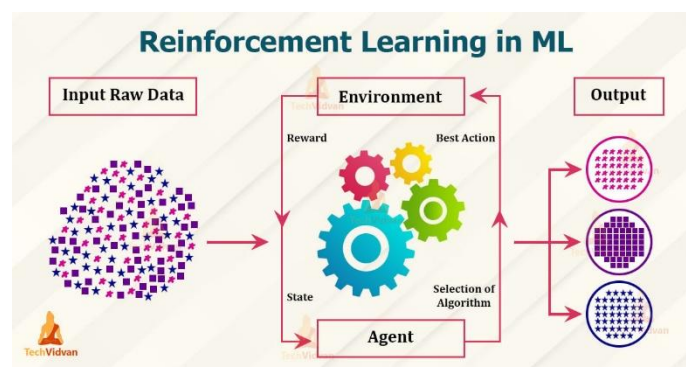 Reinforcement Learning in ML
Input Raw Data
Environment
Output
Reward
Best Action
State
Selection of
Algorithm
Agent
TechVidvan